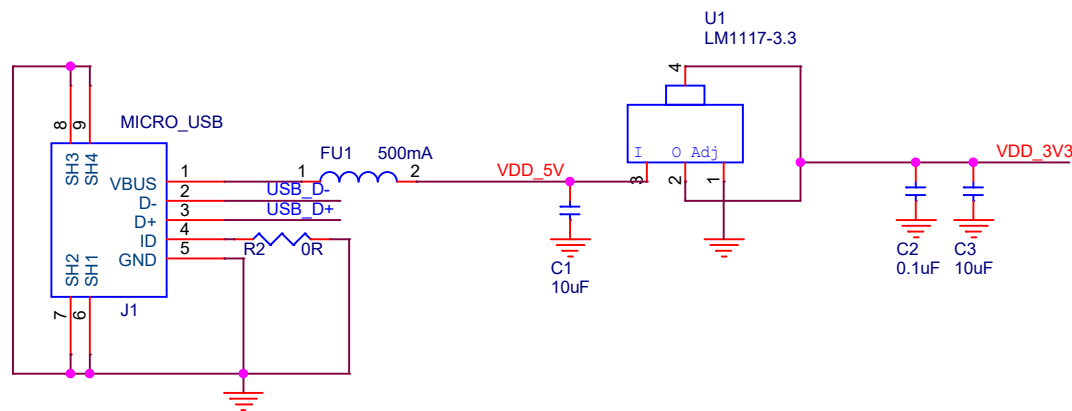 U1
LM1117-3.3
4
MICRO_USB
8
9
SH3
SH4
I
O
Adj
1
VBUS
1
FU1
500mA
2
VDD_5V
3
2
1
VDD_3V3
2
D-
USB_D-
3
D+
USB_D+
4
ID
R2
0R
5
GND
SH2
SH1
C1
10uF
C2
0.1uF
C3
10uF
7
6
J1